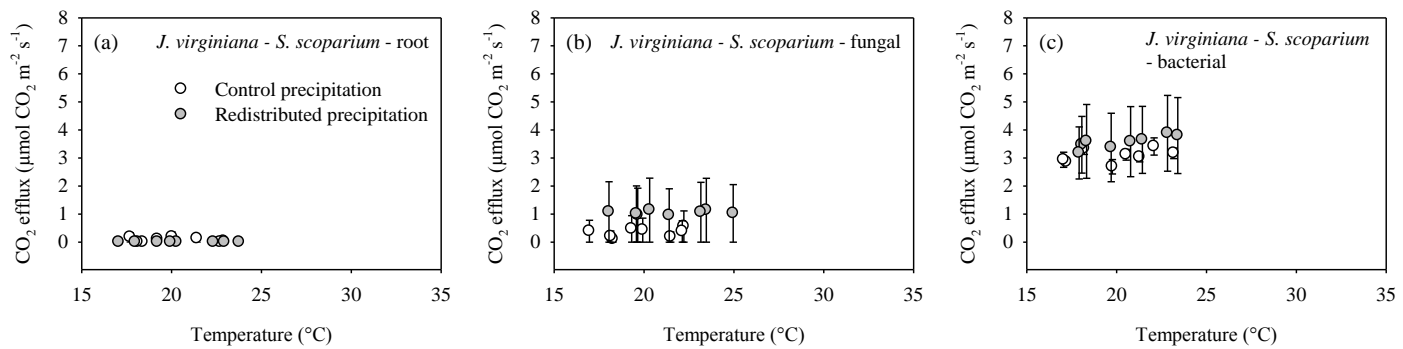 (a) J. virginiana - S. scoparium - root
Control precipitation
Redistributed precipitation
CO₂ efflux (µmol CO₂ m⁻² s⁻¹)
8
7
6
5
4
3
2
1
0
15 20 25 30 35
Temperature (°C)
(b) J. virginiana - S. scoparium - fungal
CO₂ efflux (µmol CO₂ m⁻² s⁻¹)
8
7
6
5
4
3
2
1
0
15 20 25 30 35
Temperature (°C)
(c) J. virginiana - S. scoparium
- bacterial
CO₂ efflux (µmol CO₂ m⁻² s⁻¹)
8
7
6
5
4
3
2
1
0
15 20 25 30 35
Temperature (°C)